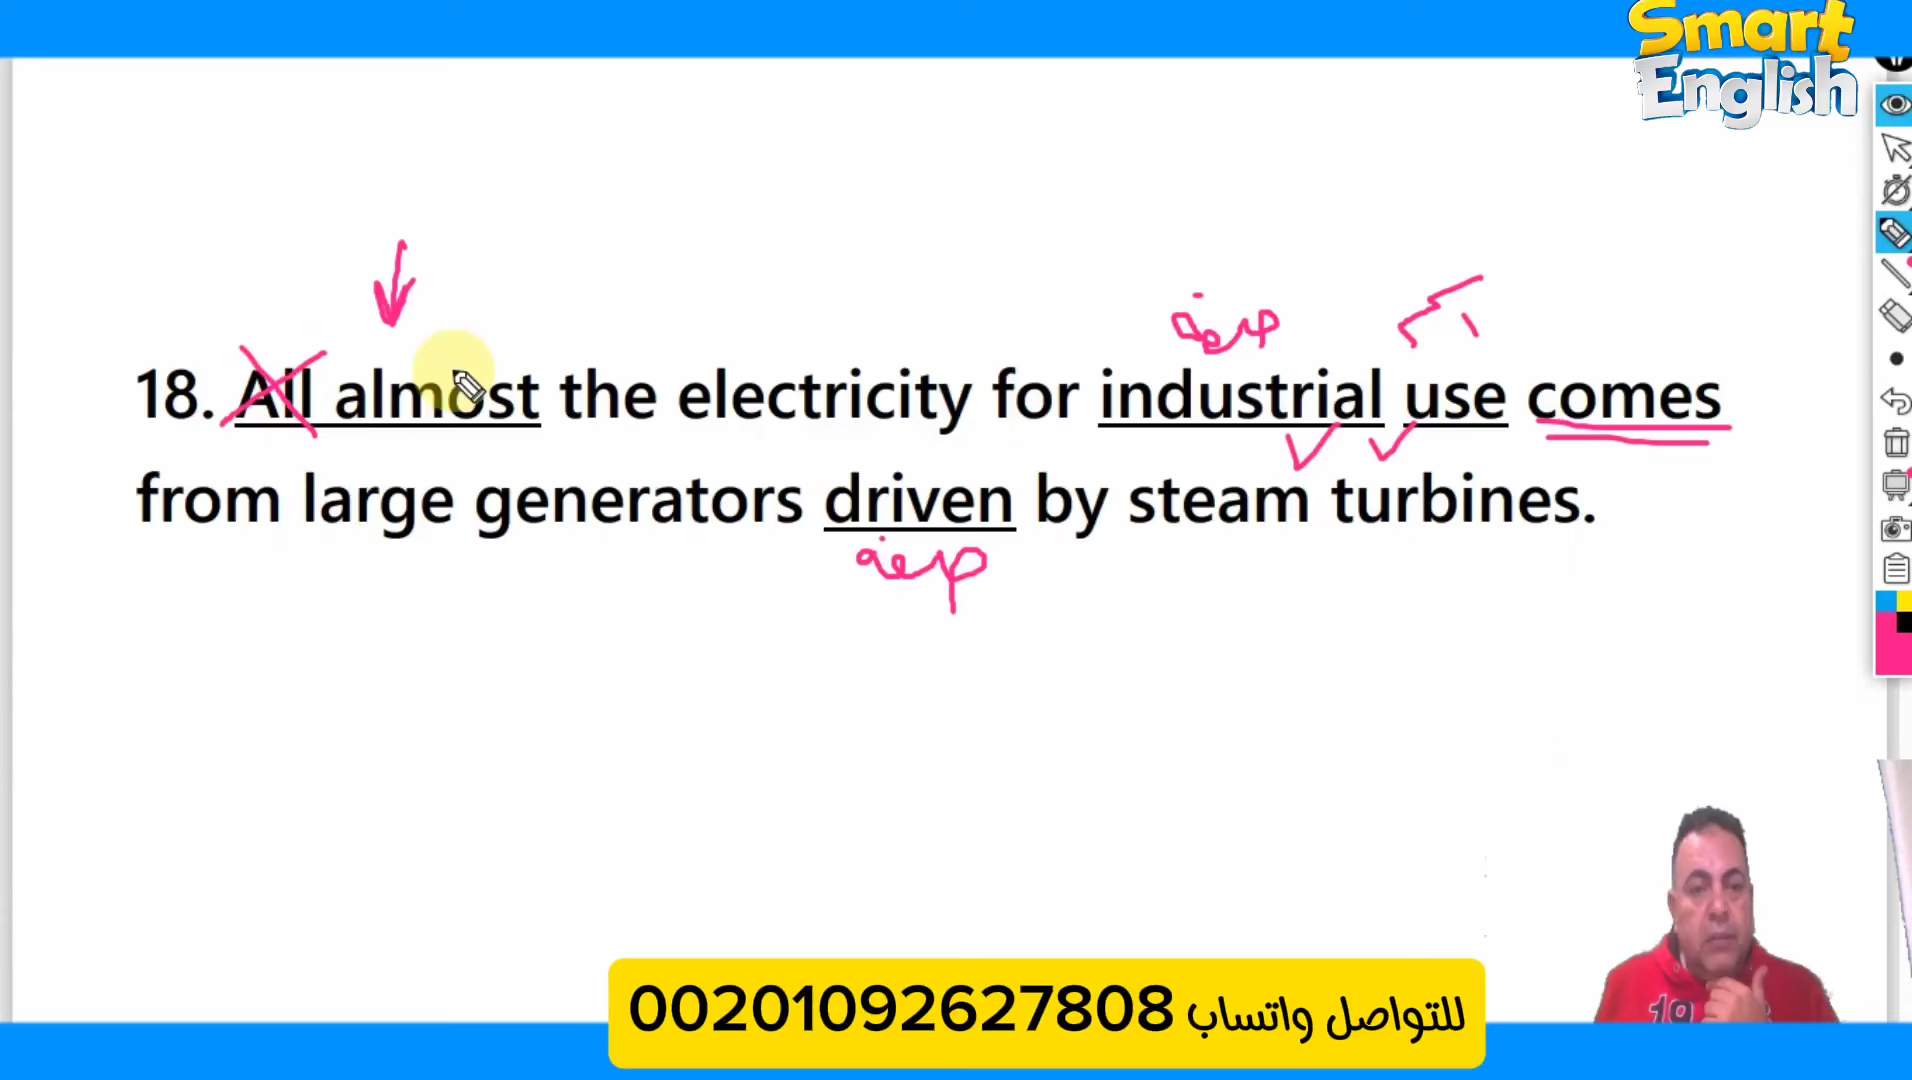 Smart
English
صفة
اسم
18. All almost the electricity for industrial use comes
from large generators driven by steam turbines.
صفة
19
للتواصل واتساب 00201092627808